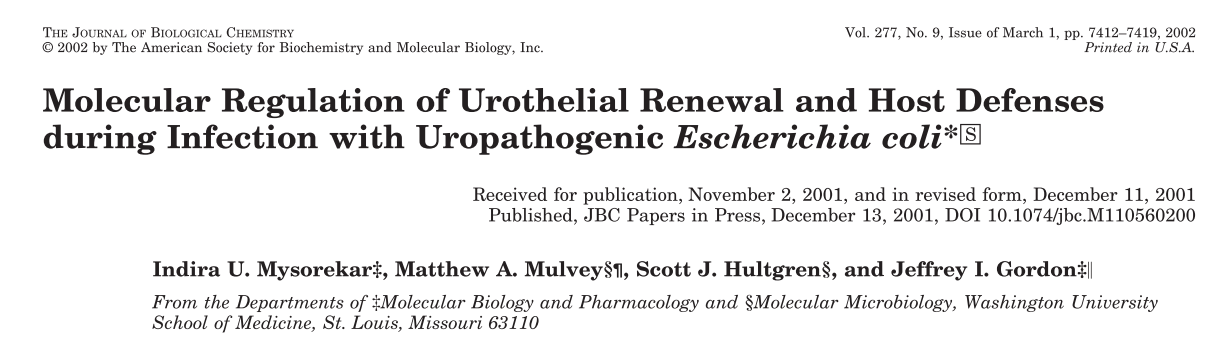 THE JOURNAL OF BIOLOGICAL CHEMISTRY
© 2002 by The American Society for Biochemistry and Molecular Biology, Inc.
Vol. 277, No. 9, Issue of March 1, pp. 7412–7419, 2002
Printed in U.S.A.
Molecular Regulation of Urothelial Renewal and Host Defenses
during Infection with Uropathogenic Escherichia coli*🅂
Received for publication, November 2, 2001, and in revised form, December 11, 2001
Published, JBC Papers in Press, December 13, 2001, DOI 10.1074/jbc.M110560200
Indira U. Mysorekar‡, Matthew A. Mulvey§¶, Scott J. Hultgren§, and Jeffrey I. Gordon‡∥
From the Departments of ‡Molecular Biology and Pharmacology and §Molecular Microbiology, Washington University
School of Medicine, St. Louis, Missouri 63110